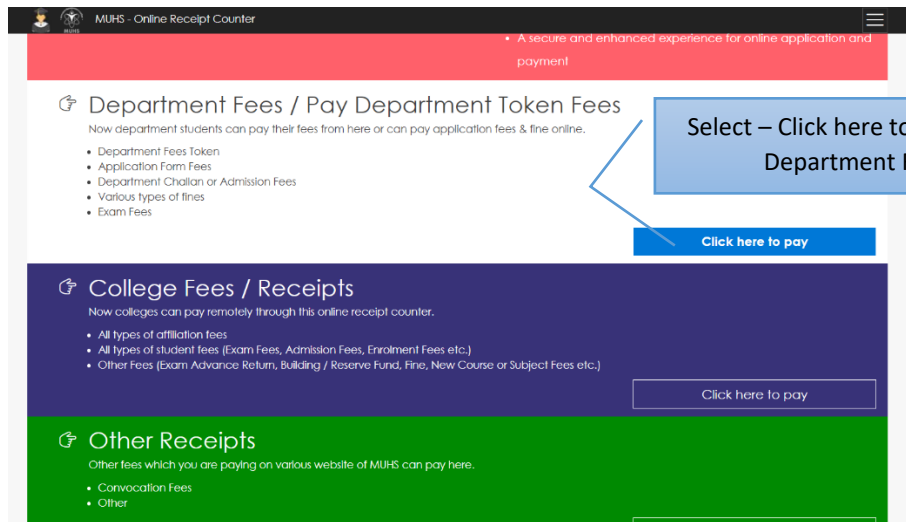 MUHS - Online Receipt Counter
MUHS
• A secure and enhanced experience for online application and
payment
Department Fees / Pay Department Token Fees
Now department students can pay their fees from here or can pay application fees & fine online.
• Department Fees Token
• Application Form Fees
• Department Challan or Admission Fees
• Various types of fines
• Exam Fees
Select – Click here to
Department
Click here to pay
College Fees / Receipts
Now colleges can pay remotely through this online receipt counter.
• All types of affiliation fees
• All types of student fees (Exam Fees, Admission Fees, Enrolment Fees etc.)
• Other Fees (Exam Advance Return, Building / Reserve Fund, Fine, New Course or Subject Fees etc.)
Click here to pay
Other Receipts
Other fees which you are paying on various website of MUHS can pay here.
• Convocation Fees
• Other